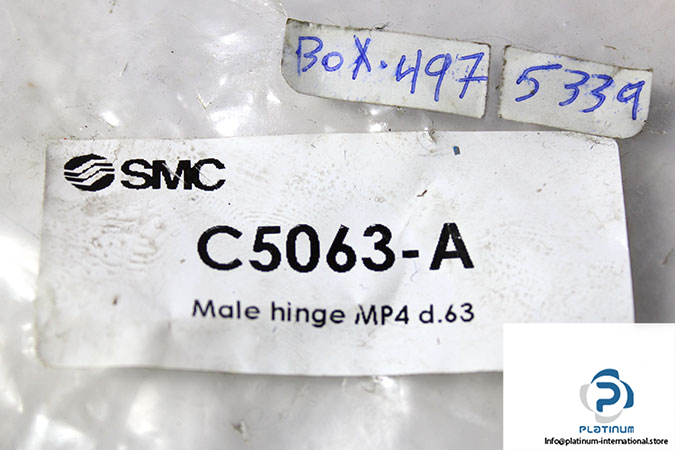 BOX.497
5339
SMC
C5063-A
Male hinge MP4 d.63
PLATINUM
Info@platinum-international.store